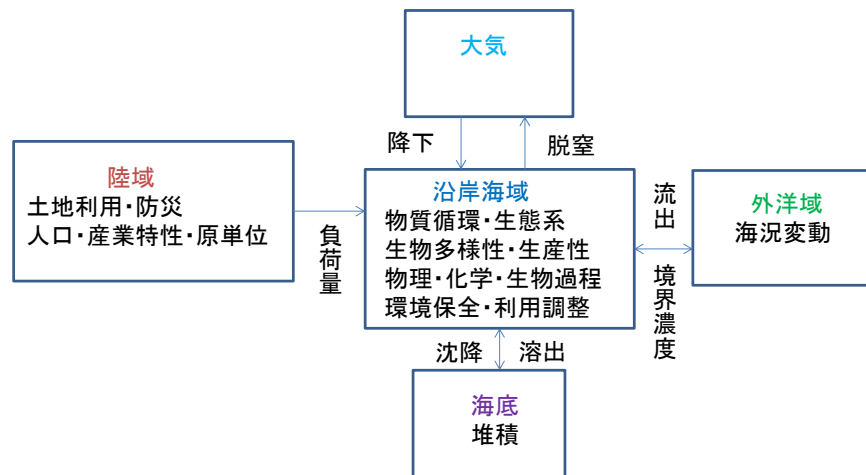 大気
降下
脱窒
陸域
土地利用・防災
人口・産業特性・原単位
負荷量
沿岸海域
物質循環・生態系
生物多様性・生産性
物理・化学・生物過程
環境保全・利用調整
流出
境界濃度
外洋域
海況変動
沈降
溶出
海底
堆積